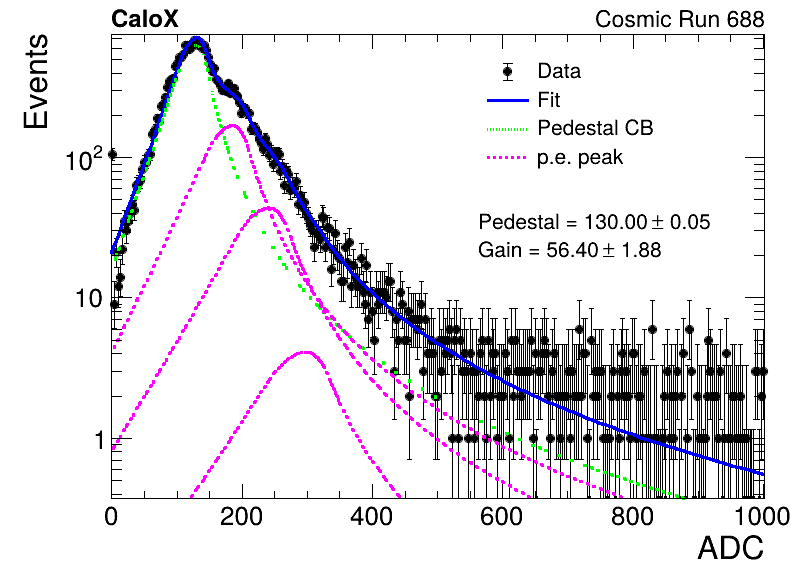 CaloX
Cosmic Run 688
Events
Data
Fit
Pedestal CB
p.e. peak
Pedestal = 130.00 ± 0.05
Gain = 56.40 ± 1.88
10²
10
1
0 200 400 600 800 1000
ADC